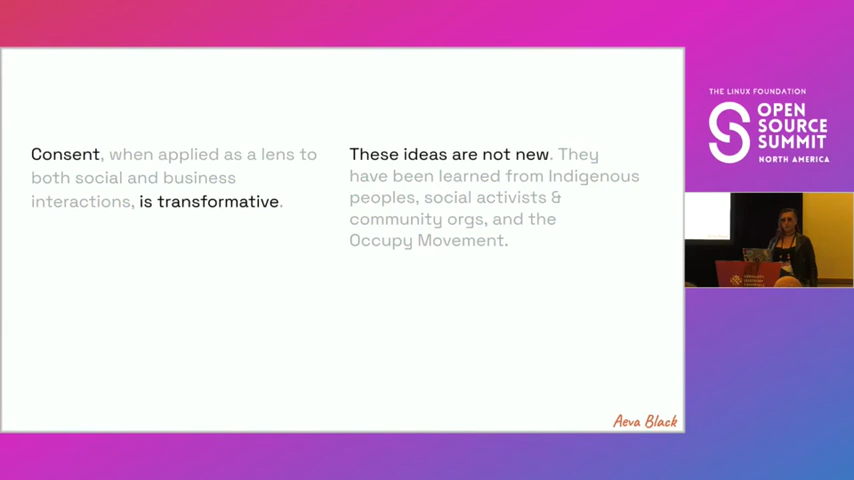 Consent, when applied as a lens to
both social and business
interactions, is transformative.
These ideas are not new. They
have been learned from Indigenous
peoples, social activists &
community orgs, and the
Occupy Movement.
Aeva Black
THE LINUX FOUNDATION
OPEN
SOURCE
SUMMIT
NORTH AMERICA